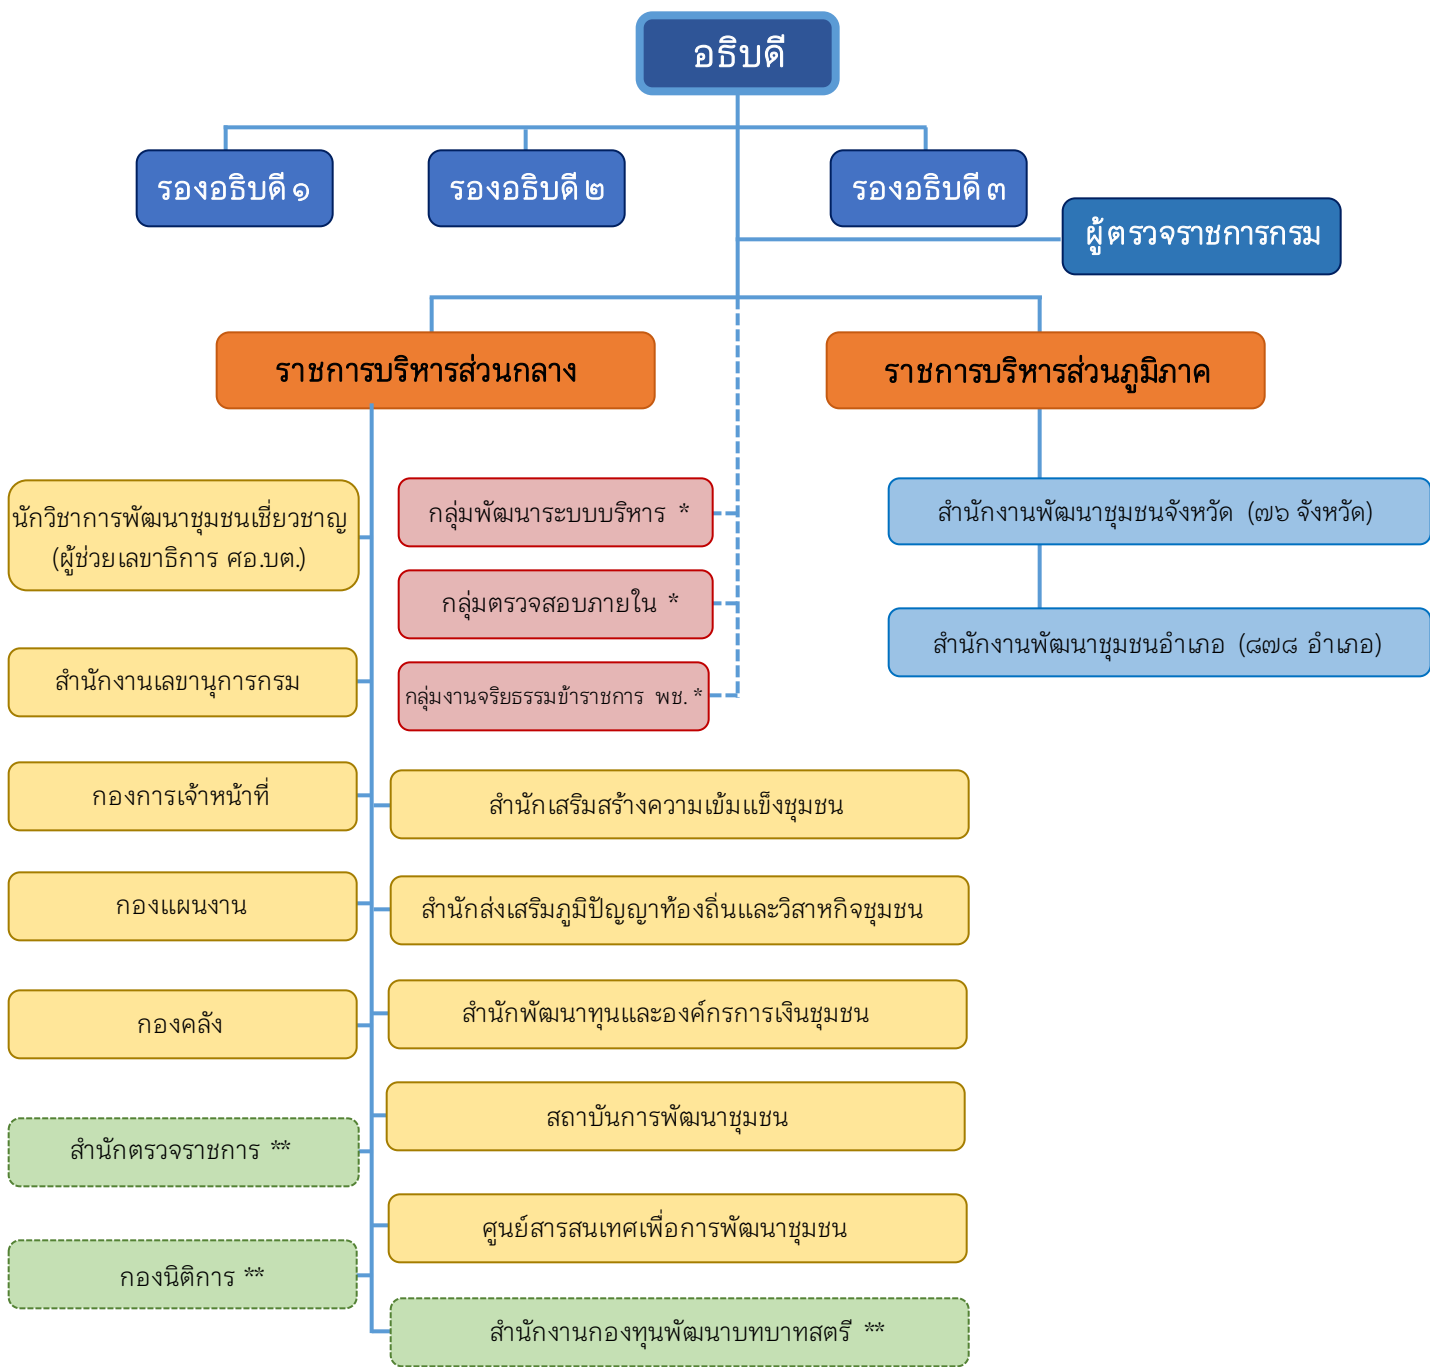 อธิบดี
รองอธิบดี ๑
รองอธิบดี ๒
รองอธิบดี ๓
ผู้ตรวจราชการกรม
ราชการบริหารส่วนกลาง
ราชการบริหารส่วนภูมิภาค
นักวิชาการพัฒนาชุมชนเชี่ยวชาญ
(ผู้ช่วยเลขาธิการ ศอ.บต.)
กลุ่มพัฒนาระบบบริหาร *
สำนักงานพัฒนาชุมชนจังหวัด (๗๖ จังหวัด)
กลุ่มตรวจสอบภายใน *
สำนักงานพัฒนาชุมชนอำเภอ (๘๗๘ อำเภอ)
สำนักงานเลขานุการกรม
กลุ่มงานจริยธรรมข้าราชการ พช. *
กองการเจ้าหน้าที่
สำนักเสริมสร้างความเข้มแข็งชุมชน
กองแผนงาน
สำนักส่งเสริมภูมิปัญญาท้องถิ่นและวิสาหกิจชุมชน
กองคลัง
สำนักพัฒนาทุนและองค์กรการเงินชุมชน
สถาบันการพัฒนาชุมชน
สำนักตรวจราชการ **
ศูนย์สารสนเทศเพื่อการพัฒนาชุมชน
กองนิติการ **
สำนักงานกองทุนพัฒนาบทบาทสตรี **